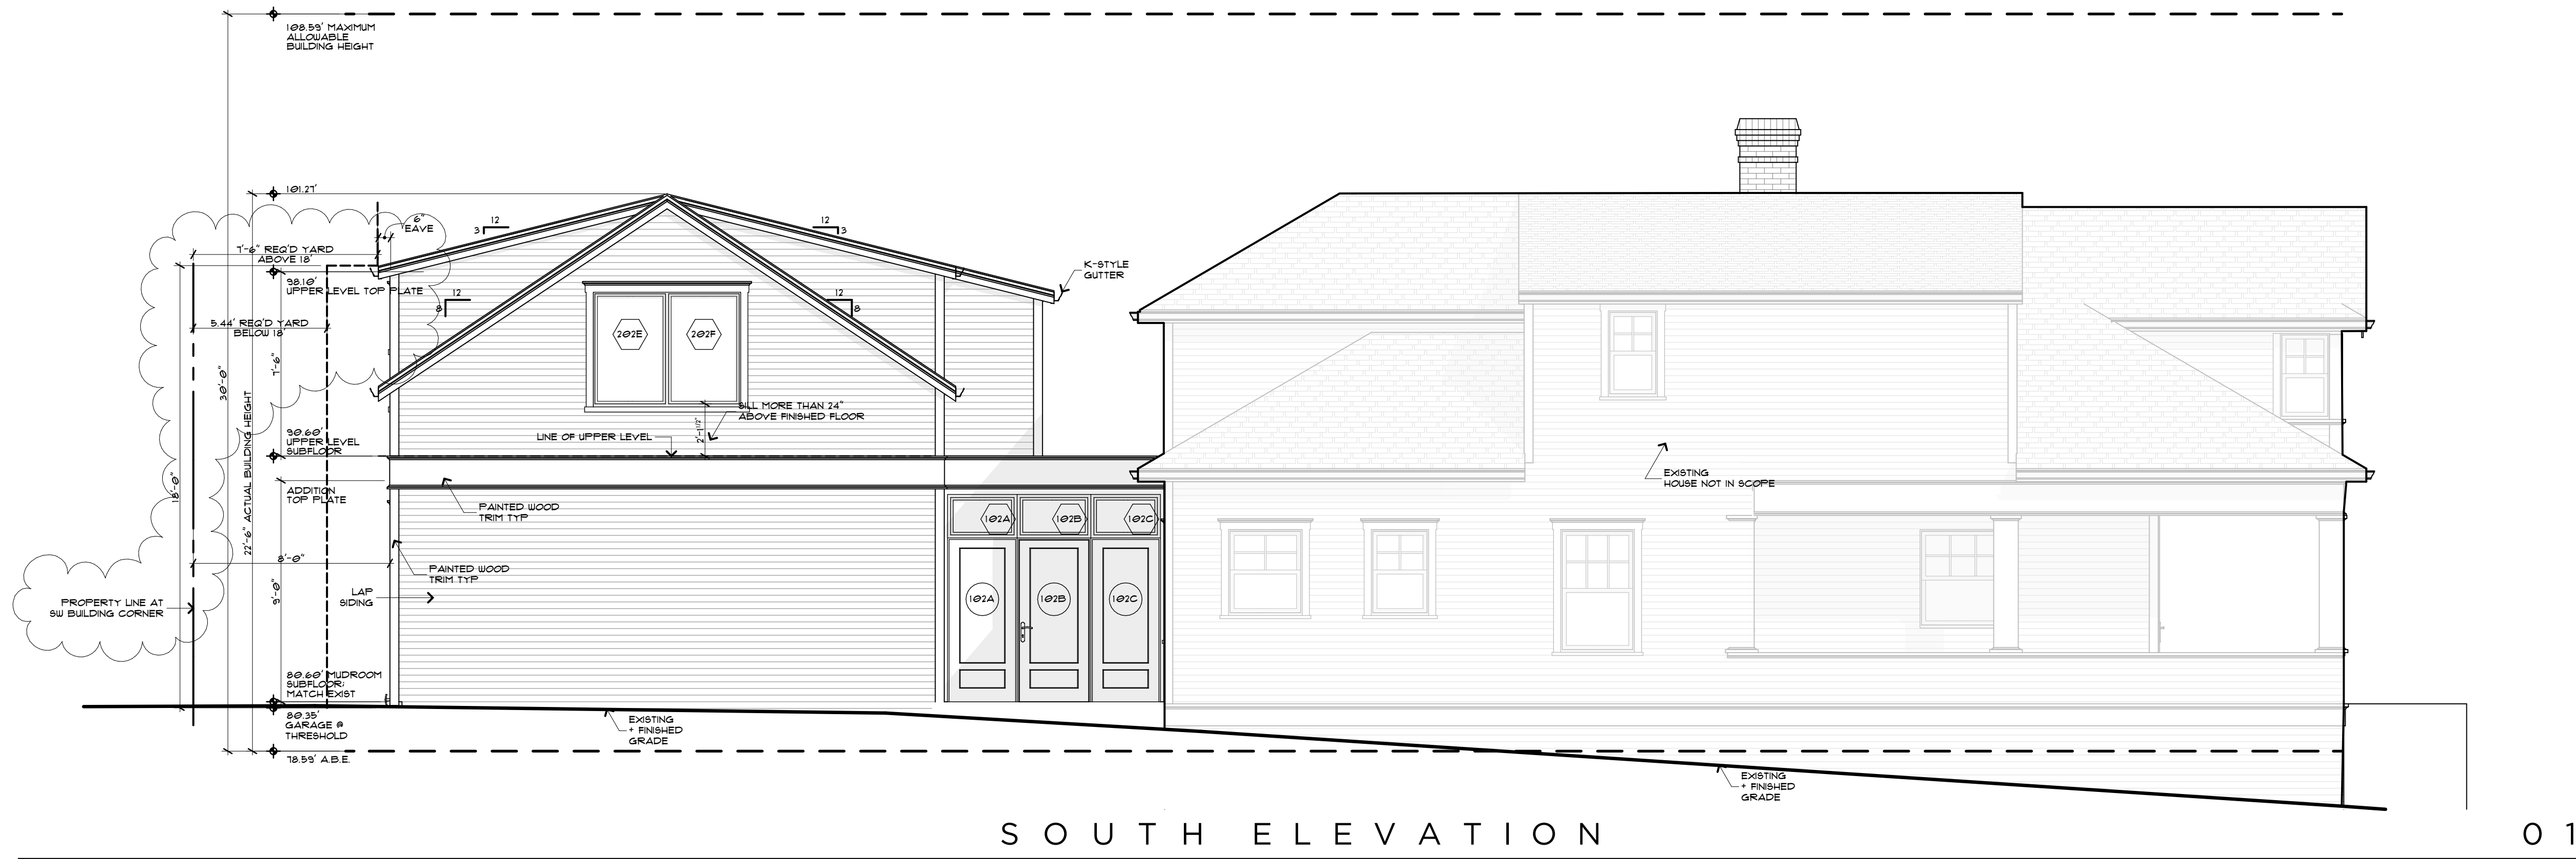 108.59' MAXIMUM
ALLOWABLE
BUILDING HEIGHT
101.27'
6"
EAVE
12
3
12
3
7'-6" REQ'D YARD
ABOVE 18'
K-STYLE
GUTTER
98.10'
UPPER LEVEL TOP PLATE
12
8
12
8
5.44' REQ'D YARD
BELOW 18'
202E
202F
7'-6"
30'-0"
22'-6" ACTUAL BUILDING HEIGHT
18'-0"
SILL MORE THAN 24"
ABOVE FINISHED FLOOR
2'-1 1/2"
90.60'
UPPER LEVEL
SUBFLOOR
LINE OF UPPER LEVEL
EXISTING
HOUSE NOT IN SCOPE
ADDITION
TOP PLATE
PAINTED WOOD
TRIM TYP
102A
102B
102C
8'-0"
PAINTED WOOD
TRIM TYP
9'-0"
LAP
SIDING
102A
102B
102C
PROPERTY LINE AT
SW BUILDING CORNER
80.60' MUDROOM
SUBFLOOR;
MATCH EXIST
80.35'
GARAGE @
THRESHOLD
EXISTING
+ FINISHED
GRADE
78.59' A.B.E.
EXISTING
+ FINISHED
GRADE
SOUTH ELEVATION
01